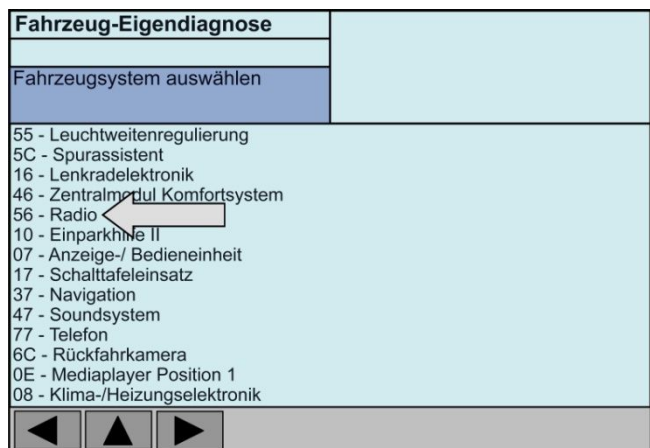 Fahrzeug-Eigendiagnose
Fahrzeugsystem auswählen
55 - Leuchtweitenregulierung
5C - Spurassistent
16 - Lenkradelektronik
46 - Zentralmodul Komfortsystem
56 - Radio
10 - Einparkhilfe II
07 - Anzeige-/ Bedieneinheit
17 - Schalttafeleinsatz
37 - Navigation
47 - Soundsystem
77 - Telefon
6C - Rückfahrkamera
0E - Mediaplayer Position 1
08 - Klima-/Heizungselektronik